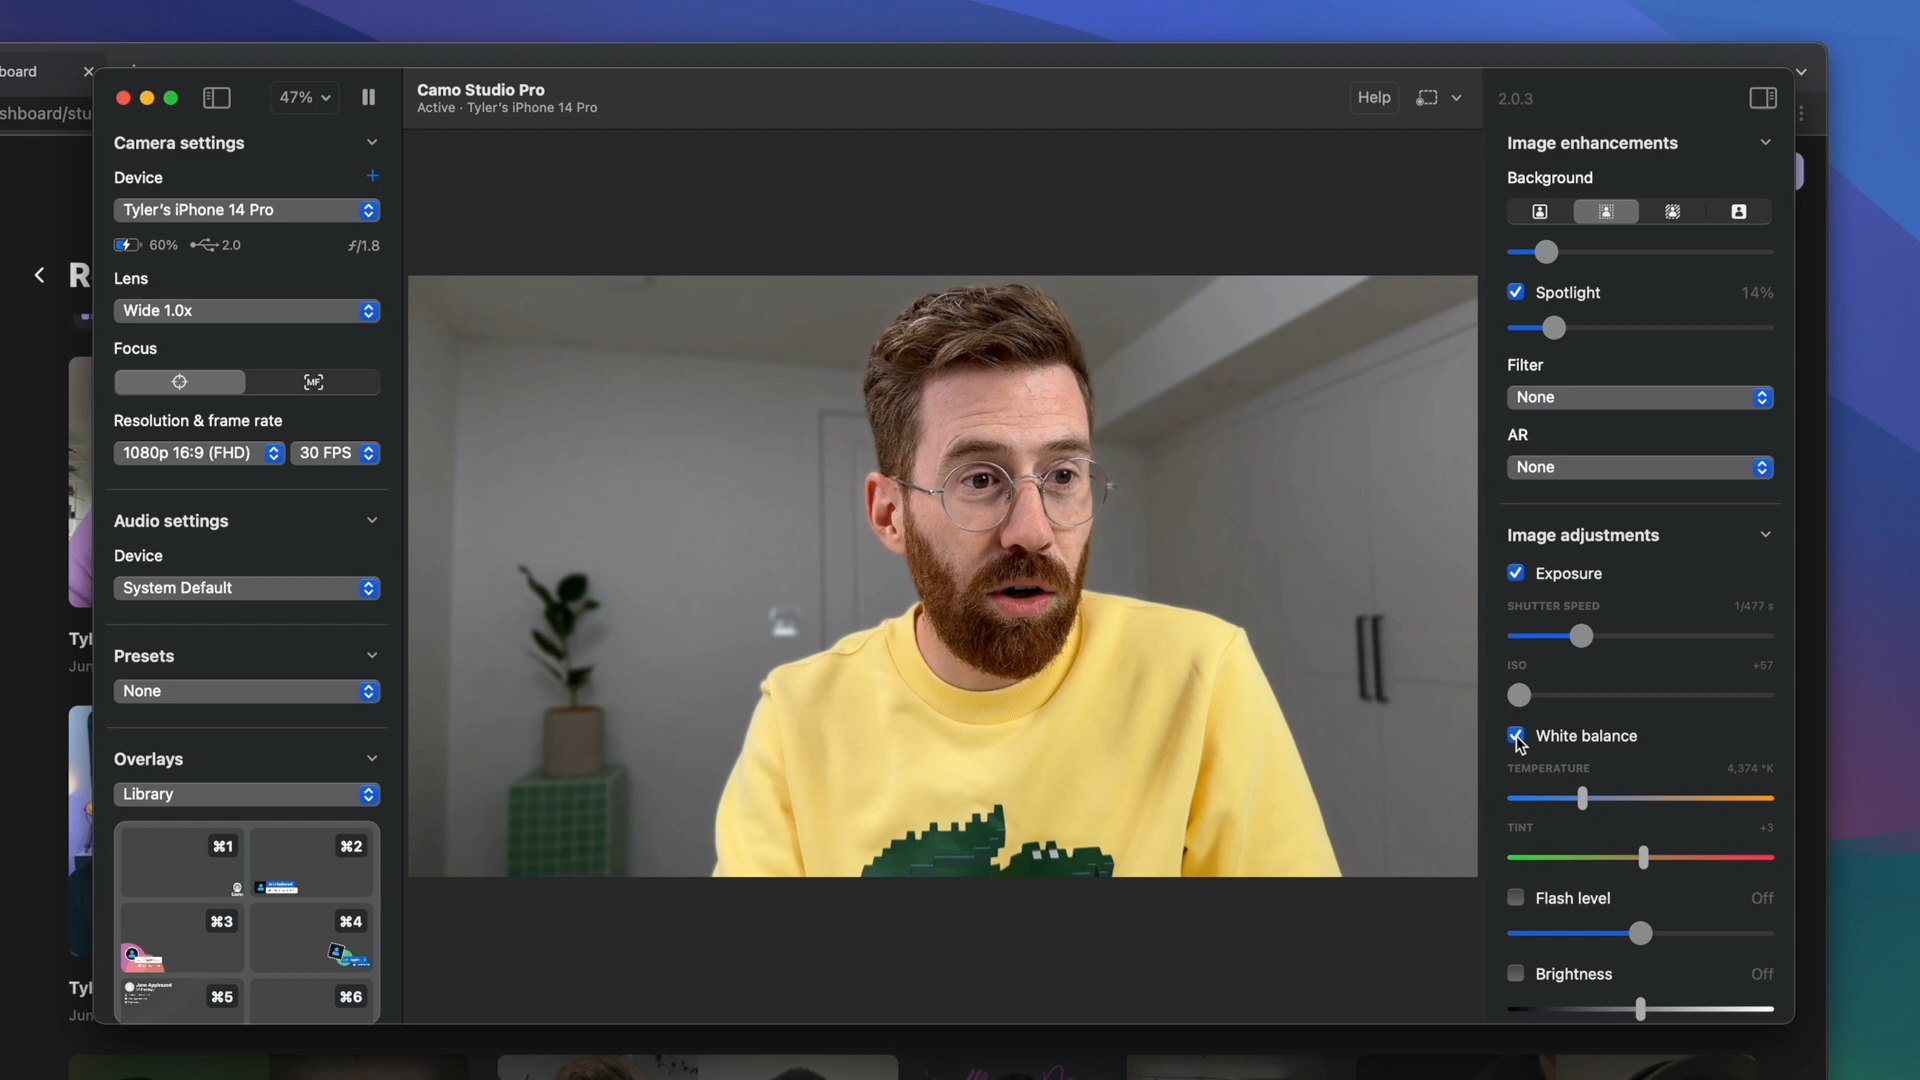 board
shboard/stu
47%
Camo Studio Pro
Active · Tyler's iPhone 14 Pro
Help
2.0.3
Camera settings
Device
Tyler's iPhone 14 Pro
60%
2.0
ƒ/1.8
Lens
Wide 1.0x
Focus
MF
Resolution & frame rate
1080p 16:9 (FHD)
30 FPS
Audio settings
Device
System Default
Presets
None
Overlays
Library
⌘1
⌘2
⌘3
⌘4
⌘5
⌘6
R
Tyl
Jun
Tyl
Jun
Image enhancements
Background
Spotlight
14%
Filter
None
AR
None
Image adjustments
Exposure
SHUTTER SPEED
1/477 s
ISO
+57
White balance
TEMPERATURE
4,374 °K
TINT
+3
Flash level
Off
Brightness
Off